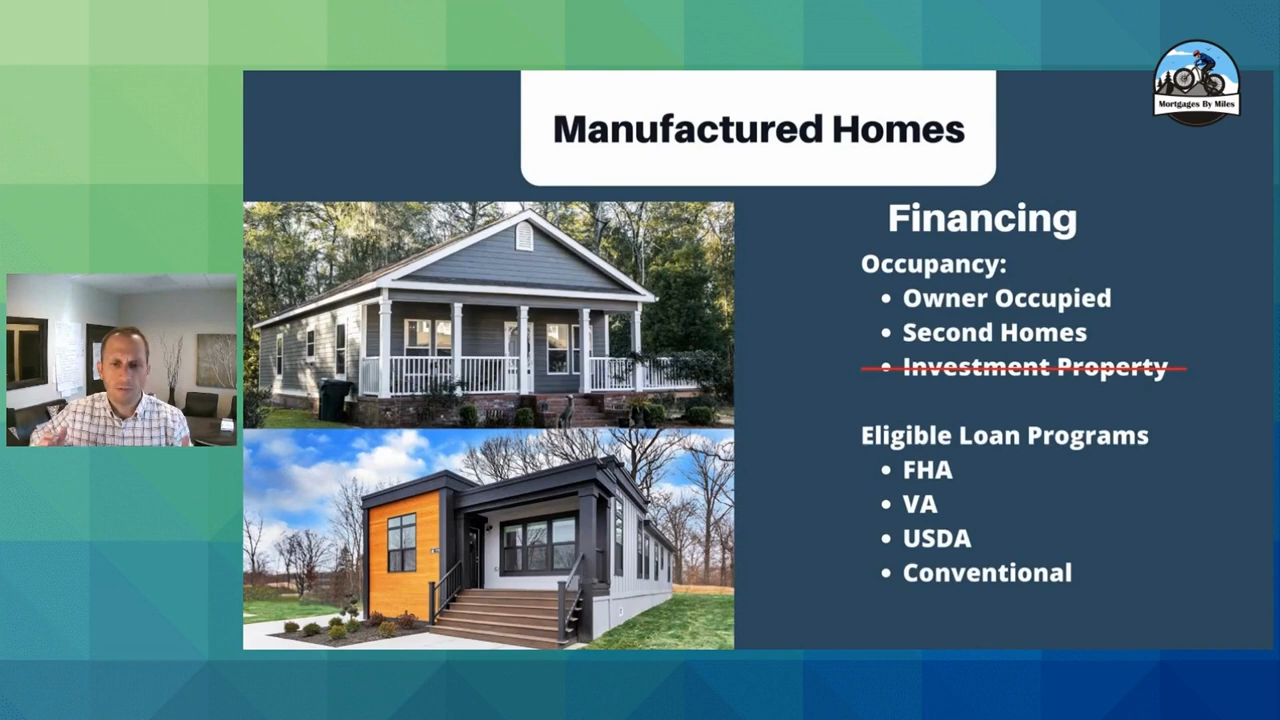 Mortgages By Miles
Manufactured Homes
Financing
Occupancy:
• Owner Occupied
• Second Homes
• Investment Property
Eligible Loan Programs
• FHA
• VA
• USDA
• Conventional